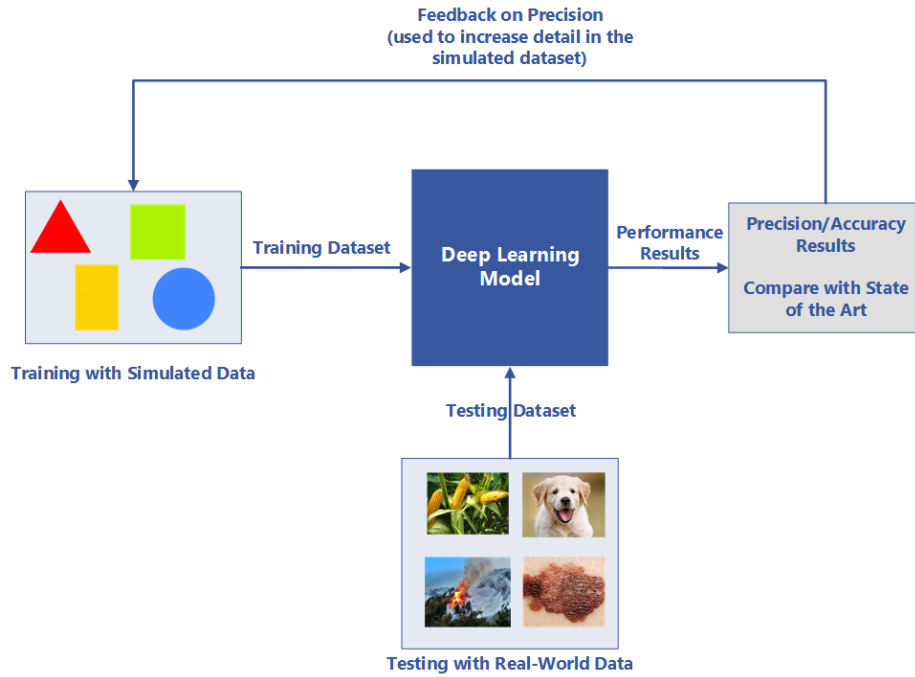 Feedback on Precision
(used to increase detail in the
simulated dataset)
Training Dataset
Deep Learning
Model
Performance
Results
Precision/Accuracy
Results
Compare with State
of the Art
Training with Simulated Data
Testing Dataset
Testing with Real-World Data